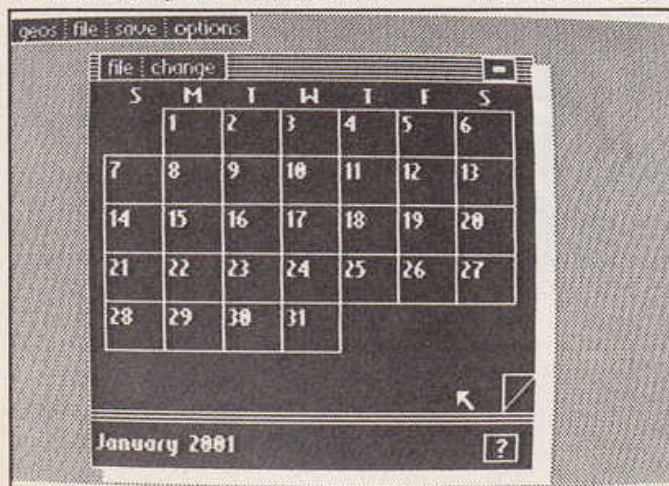 geos file save options
file change
S M T W T F S
1 2 3 4 5 6
7 8 9 10 11 12 13
14 15 16 17 18 19 20
21 22 23 24 25 26 27
28 29 30 31
January 2001
?